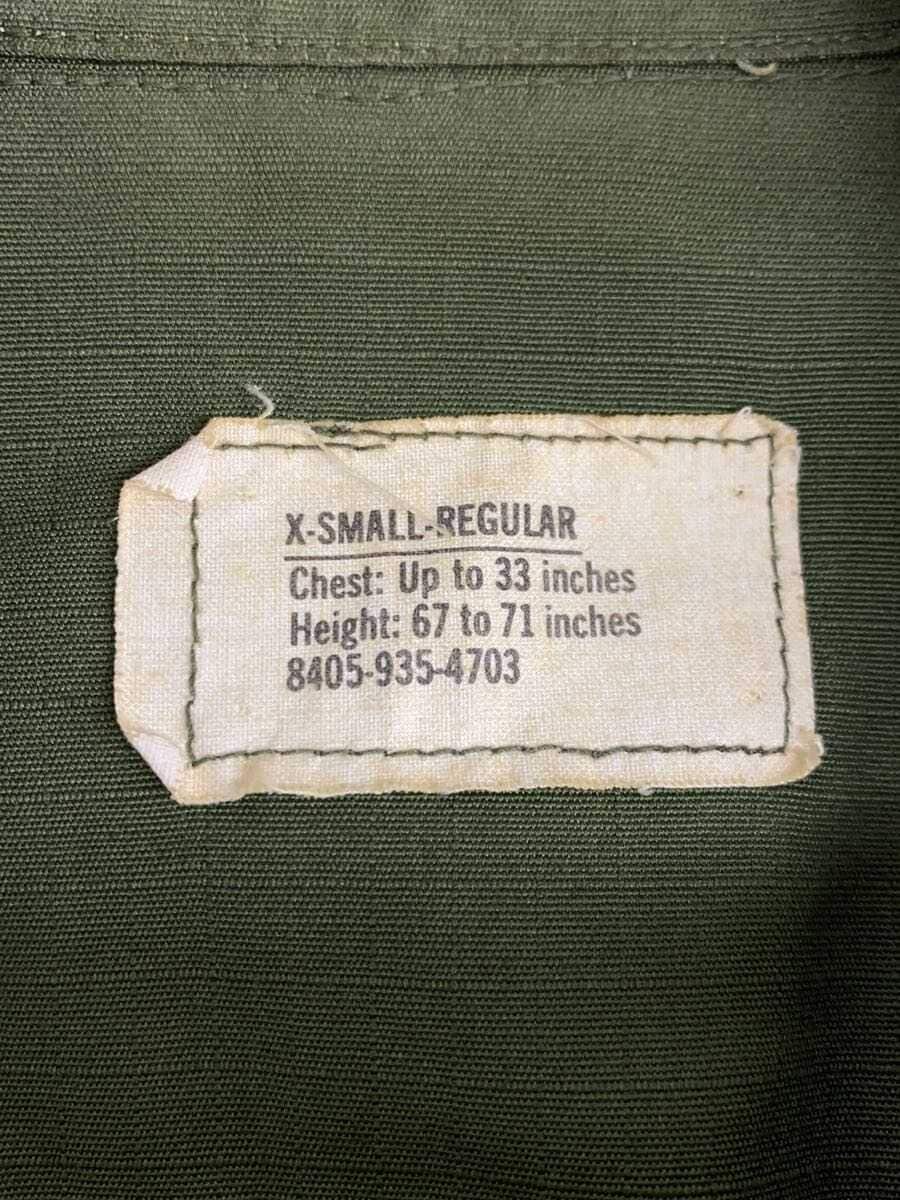 X-SMALL-REGULAR
Chest: Up to 33 inches
Height: 67 to 71 inches
8405-935-4703